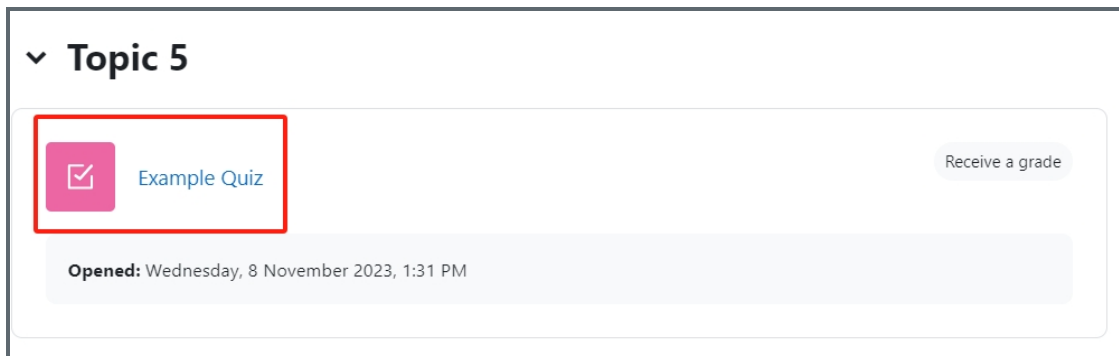 Topic 5
Example Quiz
Receive a grade
Opened: Wednesday, 8 November 2023, 1:31 PM